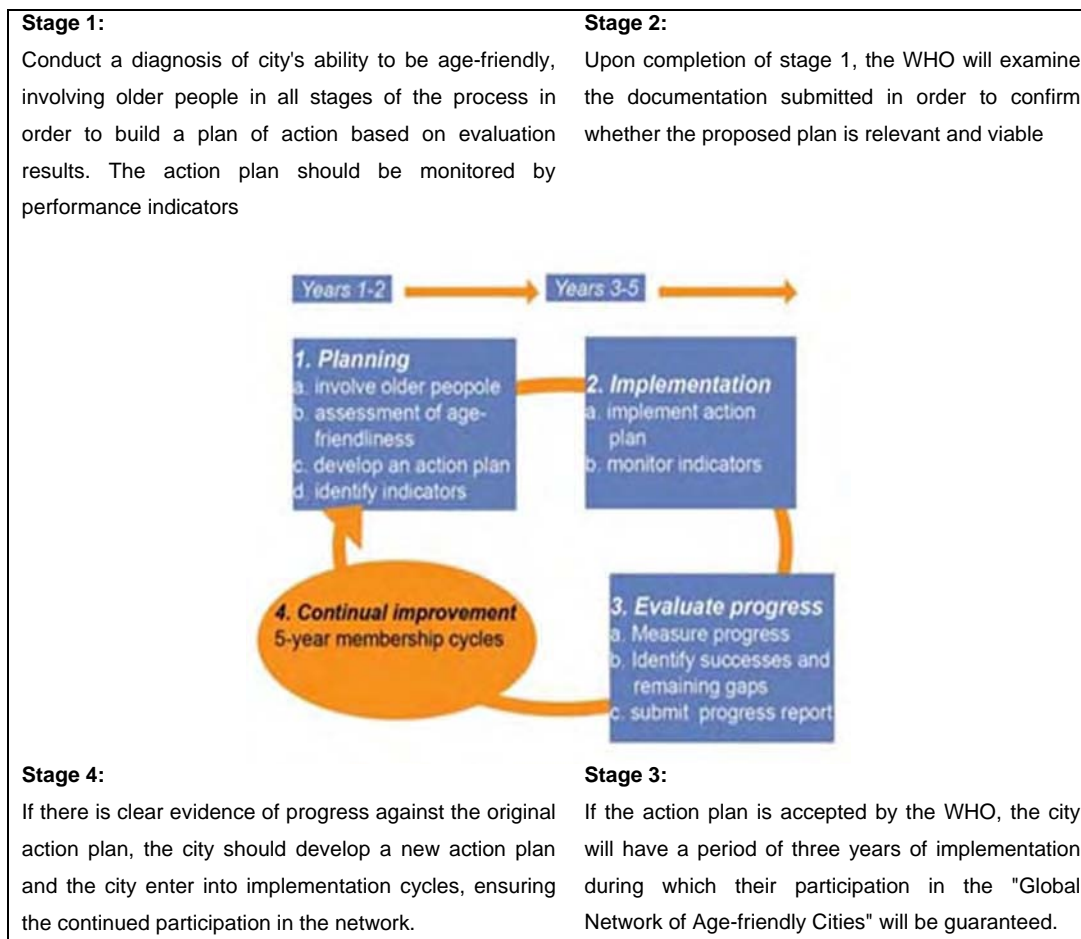 Stage 1:
Conduct a diagnosis of city's ability to be age-friendly,
involving older people in all stages of the process in
order to build a plan of action based on evaluation
results. The action plan should be monitored by
performance indicators
Stage 2:
Upon completion of stage 1, the WHO will examine
the documentation submitted in order to confirm
whether the proposed plan is relevant and viable
Years 1-2
Years 3-5
1. Planning
a. involve older peopole
b. assessment of age-
friendliness
c. develop an action plan
d. identify indicators
2. Implementation
a. implement action
plan
b. monitor indicators
3. Evaluate progress
a. Measure progress
b. Identify successes and
remaining gaps
c. submit progress report
4. Continual improvement
5-year membership cycles
Stage 4:
If there is clear evidence of progress against the original
action plan, the city should develop a new action plan
and the city enter into implementation cycles, ensuring
the continued participation in the network.
Stage 3:
If the action plan is accepted by the WHO, the city
will have a period of three years of implementation
during which their participation in the "Global
Network of Age-friendly Cities" will be guaranteed.